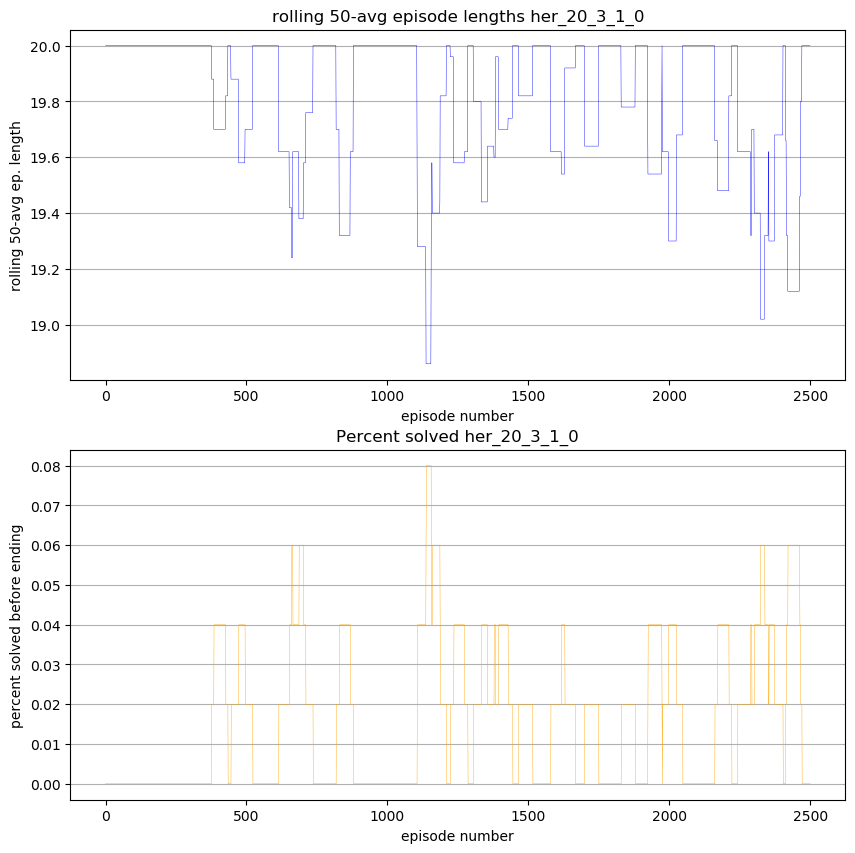 rolling 50-avg episode lengths her_20_3_1_0
rolling 50-avg ep. length
20.0
19.8
19.6
19.4
19.2
19.0
0 500 1000 1500 2000 2500
episode number
Percent solved her_20_3_1_0
percent solved before ending
0.08
0.07
0.06
0.05
0.04
0.03
0.02
0.01
0.00
0 500 1000 1500 2000 2500
episode number